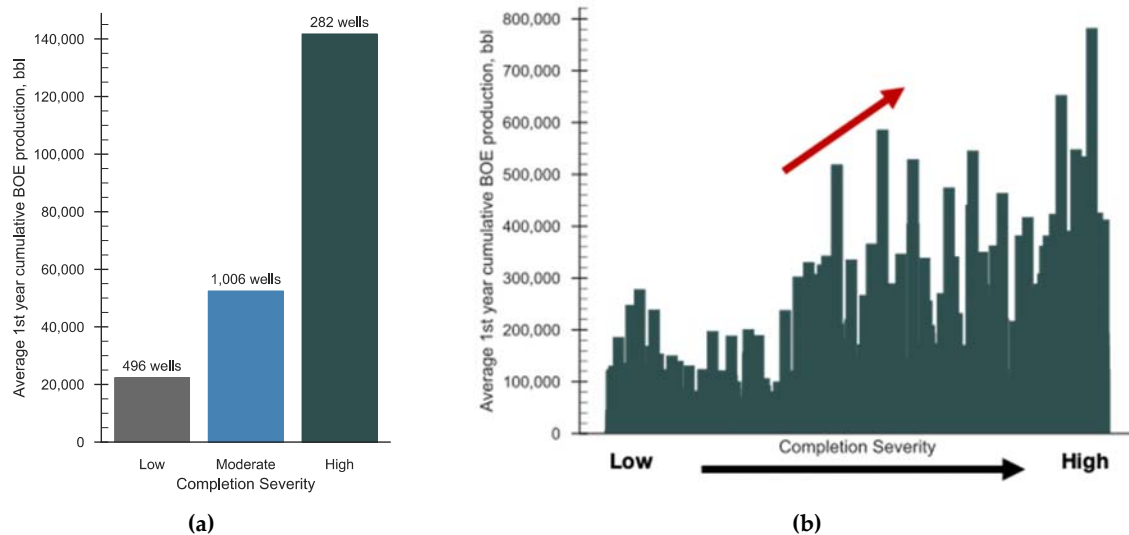 Average 1st year cumulative BOE production, bbl
140,000
120,000
100,000
80,000
60,000
40,000
20,000
0
282 wells
1,006 wells
496 wells
Low
Moderate
High
Completion Severity
(a)
Average 1st year cumulative BOE production, bbl
800,000
700,000
600,000
500,000
400,000
300,000
200,000
100,000
0
Completion Severity
Low
High
(b)